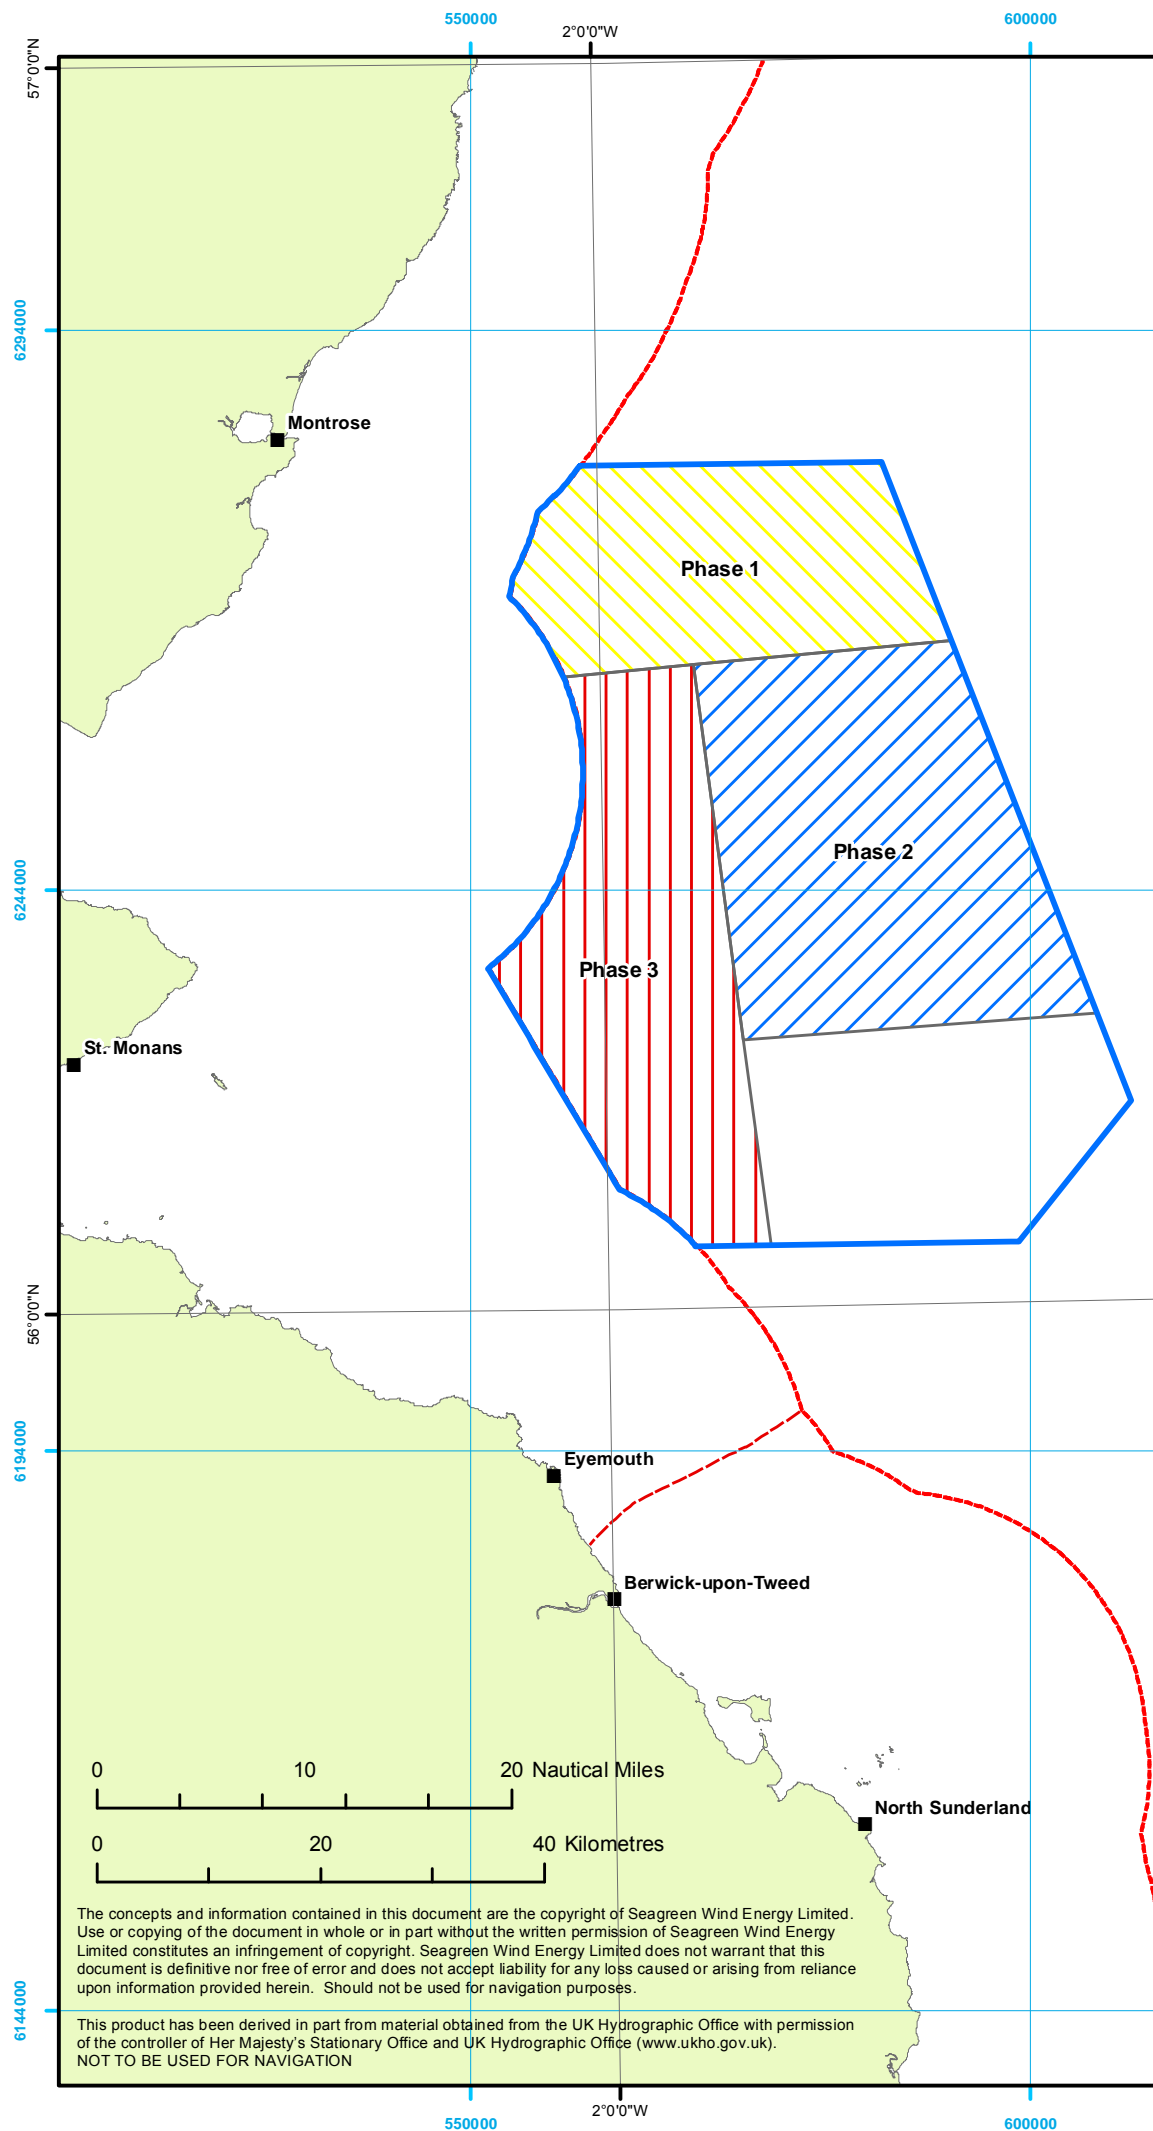 550000
2°0'0"W
600000
57°0'0"N
6294000
Montrose
Phase 1
Phase 2
6244000
Phase 3
St. Monans
56°0'0"N
6194000
Eyemouth
Berwick-upon-Tweed
0 10 20 Nautical Miles
North Sunderland
0 20 40 Kilometres
The concepts and information contained in this document are the copyright of Seagreen Wind Energy Limited.
Use or copying of the document in whole or in part without the written permission of Seagreen Wind Energy
Limited constitutes an infringement of copyright. Seagreen Wind Energy Limited does not warrant that this
document is definitive nor free of error and does not accept liability for any loss caused or arising from reliance
upon information provided herein. Should not be used for navigation purposes.
6144000
This product has been derived in part from material obtained from the UK Hydrographic Office with permission
of the controller of Her Majesty's Stationary Office and UK Hydrographic Office (www.ukho.gov.uk).
NOT TO BE USED FOR NAVIGATION
550000
2°0'0"W
600000